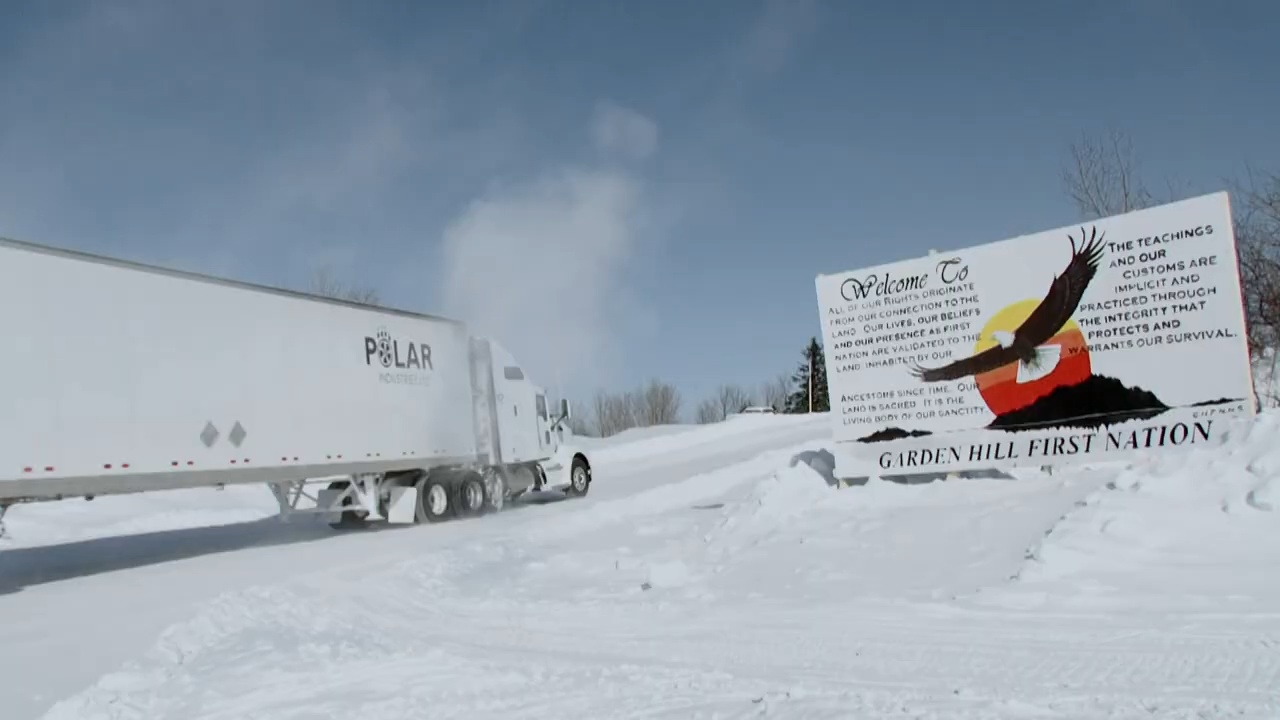 POLAR
INDUSTRIES LTD
Welcome To
ALL OF OUR RIGHTS ORIGINATE
FROM OUR CONNECTION TO THE
LAND. OUR LIVES, OUR BELIEFS
AND OUR PRESENCE AS FIRST
NATION ARE VALIDATED TO THE
LAND INHABITED BY OUR
ANCESTORS SINCE TIME. OUR
LAND IS SACRED. IT IS THE
LIVING BODY OF OUR SANCTITY
THE TEACHINGS
AND OUR
CUSTOMS ARE
IMPLICIT AND
PRACTICED THROUGH
THE INTEGRITY THAT
PROTECTS AND
WARRANTS OUR SURVIVAL.
GARDEN HILL FIRST NATION